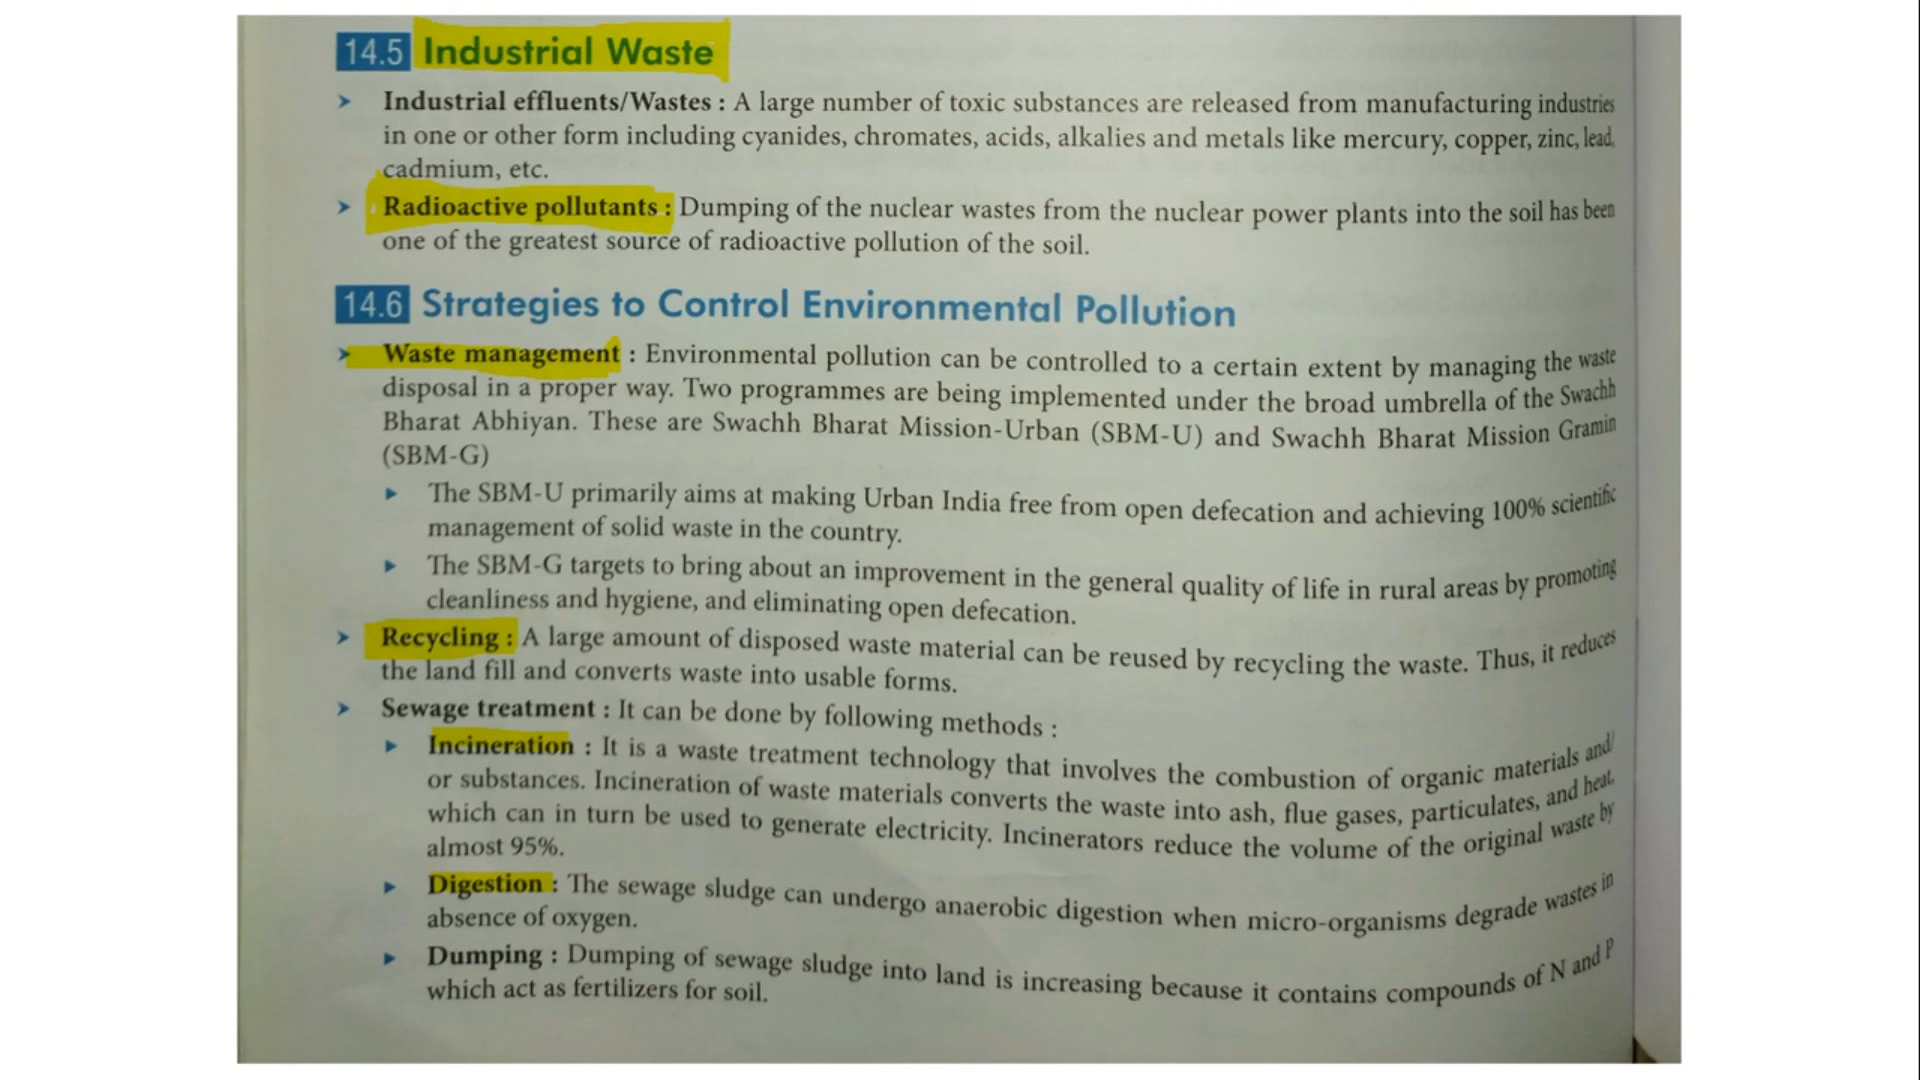 14.5 Industrial Waste
➤ Industrial effluents/Wastes : A large number of toxic substances are released from manufacturing industries
in one or other form including cyanides, chromates, acids, alkalies and metals like mercury, copper, zinc, lead,
cadmium, etc.
➤ Radioactive pollutants : Dumping of the nuclear wastes from the nuclear power plants into the soil has been
one of the greatest source of radioactive pollution of the soil.
14.6 Strategies to Control Environmental Pollution
➤ Waste management : Environmental pollution can be controlled to a certain extent by managing the waste
disposal in a proper way. Two programmes are being implemented under the broad umbrella of the Swachh
Bharat Abhiyan. These are Swachh Bharat Mission-Urban (SBM-U) and Swachh Bharat Mission Gramin
(SBM-G)
▶ The SBM-U primarily aims at making Urban India free from open defecation and achieving 100% scientific
management of solid waste in the country.
▶ The SBM-G targets to bring about an improvement in the general quality of life in rural areas by promoting
cleanliness and hygiene, and eliminating open defecation.
➤ Recycling : A large amount of disposed waste material can be reused by recycling the waste. Thus, it reduces
the land fill and converts waste into usable forms.
➤ Sewage treatment : It can be done by following methods :
▶ Incineration : It is a waste treatment technology that involves the combustion of organic materials and/
or substances. Incineration of waste materials converts the waste into ash, flue gases, particulates, and heat,
which can in turn be used to generate electricity. Incinerators reduce the volume of the original waste by
almost 95%.
▶ Digestion : The sewage sludge can undergo anaerobic digestion when micro-organisms degrade wastes in
absence of oxygen.
▶ Dumping : Dumping of sewage sludge into land is increasing because it contains compounds of N and P
which act as fertilizers for soil.